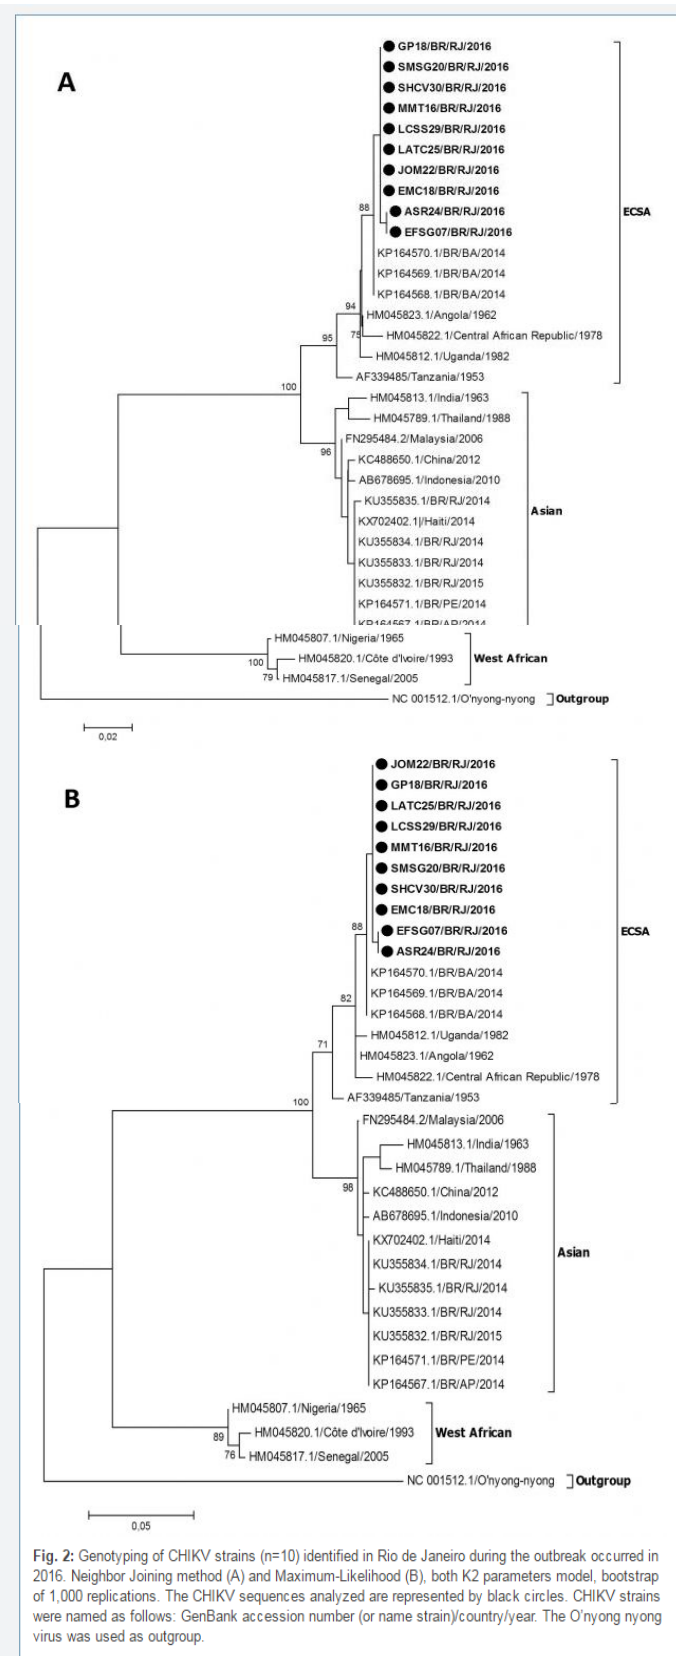 A
GP18/BR/RJ/2016
SMSG20/BR/RJ/2016
SHCV30/BR/RJ/2016
MMT16/BR/RJ/2016
LCSS29/BR/RJ/2016
LATC25/BR/RJ/2016
JOM22/BR/RJ/2016
EMC18/BR/RJ/2016
88
ASR24/BR/RJ/2016
ECSA
EFSG07/BR/RJ/2016
KP164570.1/BR/BA/2014
KP164569.1/BR/BA/2014
KP164568.1/BR/BA/2014
94
HM045823.1/Angola/1962
95
75
HM045822.1/Central African Republic/1978
HM045812.1/Uganda/1982
AF339485/Tanzania/1953
100
HM045813.1/India/1963
HM045789.1/Thailand/1988
FN295484.2/Malaysia/2006
96
KC488650.1/China/2012
AB678695.1/Indonesia/2010
KU355835.1/BR/RJ/2014
Asian
KX702402.1|/Haiti/2014
KU355834.1/BR/RJ/2014
KU355833.1/BR/RJ/2014
KU355832.1/BR/RJ/2015
KP164571.1/BR/PE/2014
KP164567.1/BR/AP/2014
HM045807.1/Nigeria/1965
100
HM045820.1/Côte d'Ivoire/1993
West African
79
HM045817.1/Senegal/2005
NC 001512.1/O'nyong-nyong
Outgroup
0,02
B
JOM22/BR/RJ/2016
GP18/BR/RJ/2016
LATC25/BR/RJ/2016
LCSS29/BR/RJ/2016
MMT16/BR/RJ/2016
SMSG20/BR/RJ/2016
SHCV30/BR/RJ/2016
EMC18/BR/RJ/2016
88
EFSG07/BR/RJ/2016
ECSA
ASR24/BR/RJ/2016
KP164570.1/BR/BA/2014
KP164569.1/BR/BA/2014
82
KP164568.1/BR/BA/2014
HM045812.1/Uganda/1982
71
HM045823.1/Angola/1962
HM045822.1/Central African Republic/1978
AF339485/Tanzania/1953
100
FN295484.2/Malaysia/2006
HM045813.1/India/1963
HM045789.1/Thailand/1988
98
KC488650.1/China/2012
AB678695.1/Indonesia/2010
KX702402.1/Haiti/2014
Asian
KU355834.1/BR/RJ/2014
KU355835.1/BR/RJ/2014
KU355833.1/BR/RJ/2014
KU355832.1/BR/RJ/2015
KP164571.1/BR/PE/2014
KP164567.1/BR/AP/2014
HM045807.1/Nigeria/1965
89
HM045820.1/Côte d'Ivoire/1993
West African
76
HM045817.1/Senegal/2005
NC 001512.1/O'nyong-nyong
Outgroup
0,05
Fig. 2: Genotyping of CHIKV strains (n=10) identified in Rio de Janeiro during the outbreak occurred in
2016. Neighbor Joining method (A) and Maximum-Likelihood (B), both K2 parameters model, bootstrap
of 1,000 replications. The CHIKV sequences analyzed are represented by black circles. CHIKV strains
were named as follows: GenBank accession number (or name strain)/country/year. The O'nyong nyong
virus was used as outgroup.